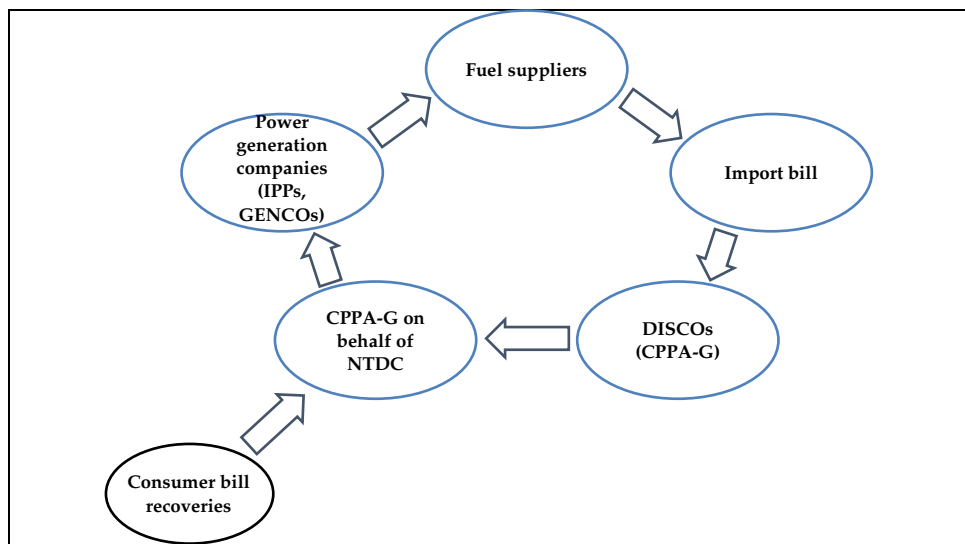 Fuel suppliers
Power
generation
companies
(IPPs,
GENCOs)
Import bill
CPPA-G on
behalf of
NTDC
DISCOs
(CPPA-G)
Consumer bill
recoveries